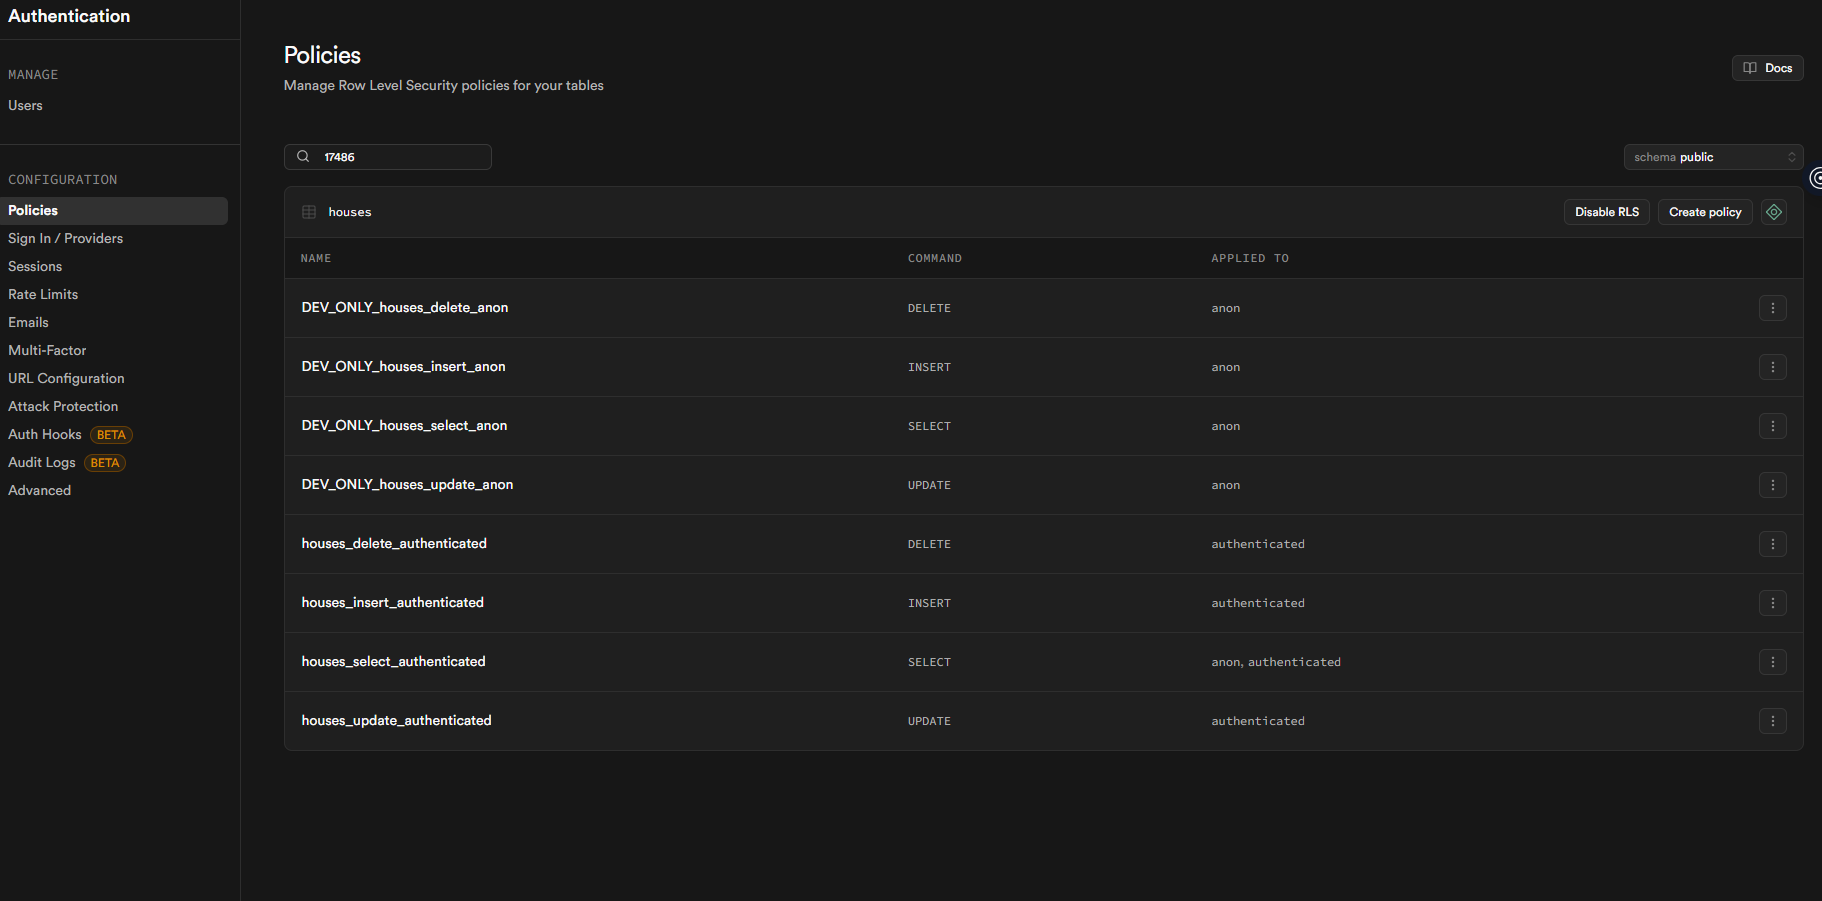 Authentication
MANAGE
Users
CONFIGURATION
Policies
Sign In / Providers
Sessions
Rate Limits
Emails
Multi-Factor
URL Configuration
Attack Protection
Auth Hooks BETA
Audit Logs BETA
Advanced
Policies
Manage Row Level Security policies for your tables
Docs
17486
schema public
houses
Disable RLS Create policy
NAME COMMAND APPLIED TO
DEV_ONLY_houses_delete_anon DELETE anon
DEV_ONLY_houses_insert_anon INSERT anon
DEV_ONLY_houses_select_anon SELECT anon
DEV_ONLY_houses_update_anon UPDATE anon
houses_delete_authenticated DELETE authenticated
houses_insert_authenticated INSERT authenticated
houses_select_authenticated SELECT anon, authenticated
houses_update_authenticated UPDATE authenticated